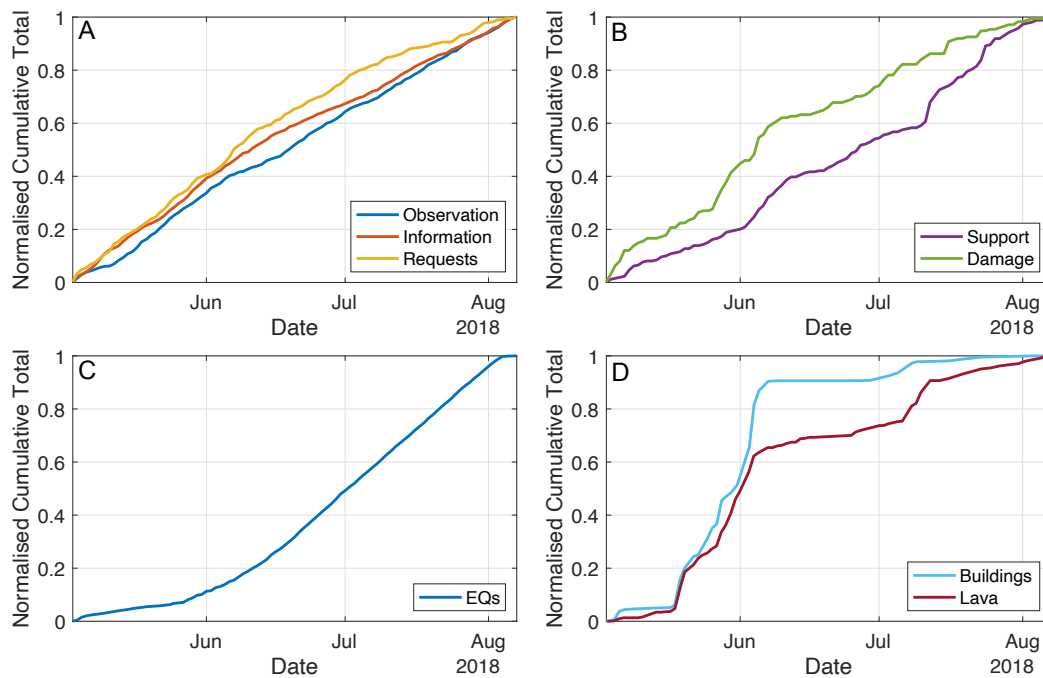 A
Normalised Cumulative Total
1
0.8
0.6
0.4
0.2
0
Observation
Information
Requests
Jun
Jul
Aug
Date
2018
B
Normalised Cumulative Total
1
0.8
0.6
0.4
0.2
0
Support
Damage
Jun
Jul
Aug
Date
2018
C
Normalised Cumulative Total
1
0.8
0.6
0.4
0.2
0
EQs
Jun
Jul
Aug
Date
2018
D
Normalised Cumulative Total
1
0.8
0.6
0.4
0.2
0
Buildings
Lava
Jun
Jul
Aug
Date
2018